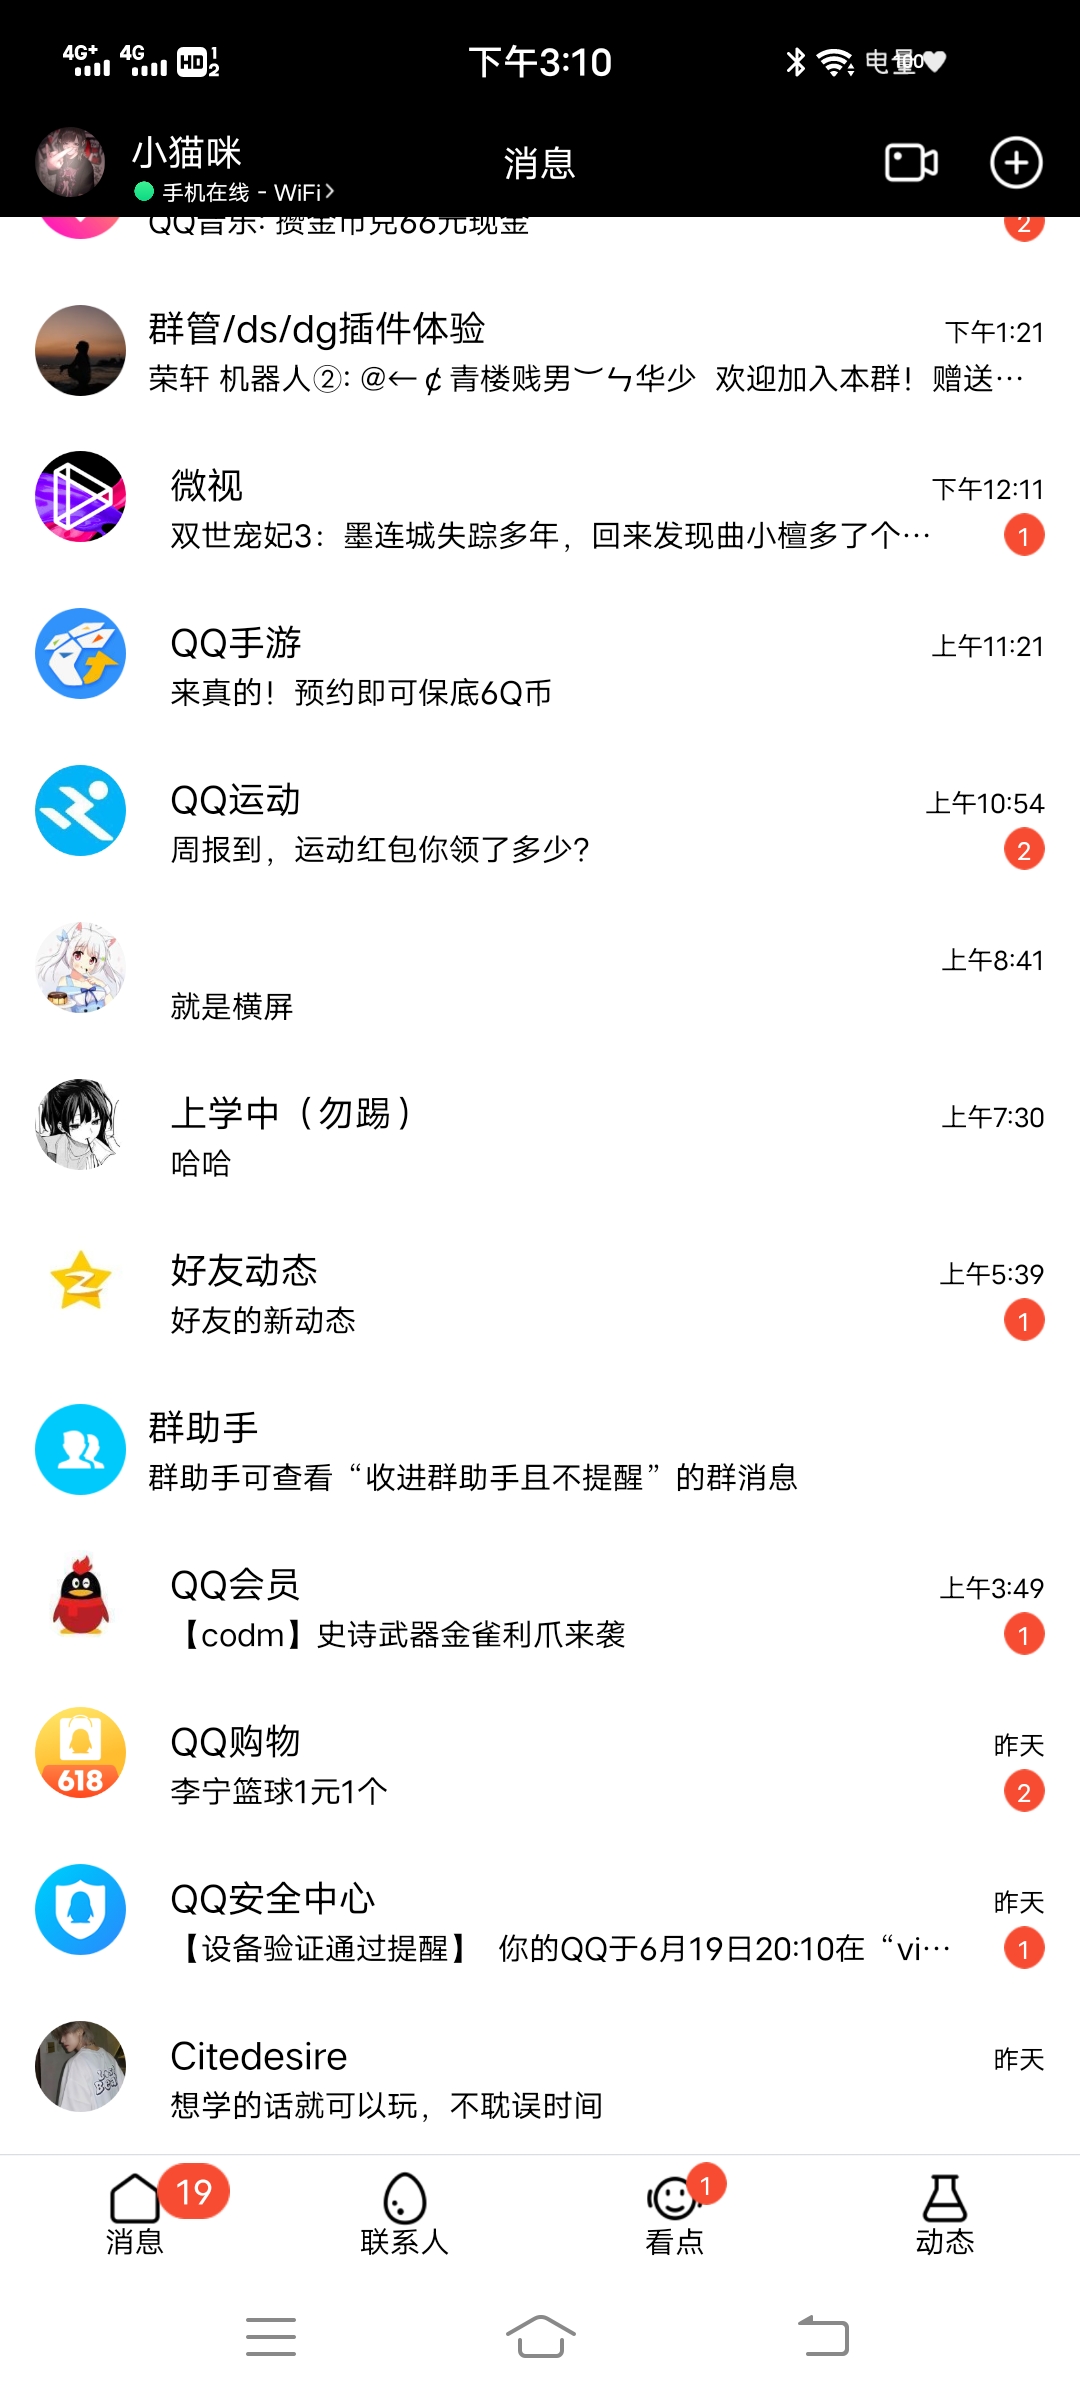 4G+ 4G HD 1 2 下午3:10 电量100
小猫咪
手机在线 - WiFi
消息
QQ音乐: 攒金币兑66元现金
2
群管/ds/dg插件体验 下午1:21
荣轩 机器人②: @←¢青楼贱男︶ㄣ华少 欢迎加入本群！赠送…
微视 下午12:11
双世宠妃3：墨连城失踪多年，回来发现曲小檀多了个… 1
QQ手游 上午11:21
来真的！预约即可保底6Q币
QQ运动 上午10:54
周报到，运动红包你领了多少? 2
上午8:41
就是横屏
上学中（勿踢） 上午7:30
哈哈
好友动态 上午5:39
好友的新动态 1
群助手
群助手可查看“收进群助手且不提醒”的群消息
QQ会员 上午3:49
【codm】史诗武器金雀利爪来袭 1
618
QQ购物 昨天
李宁篮球1元1个 2
QQ安全中心 昨天
【设备验证通过提醒】 你的QQ于6月19日20:10在“vi… 1
Citedesire 昨天
想学的话就可以玩，不耽误时间
19 1
消息 联系人 看点 动态